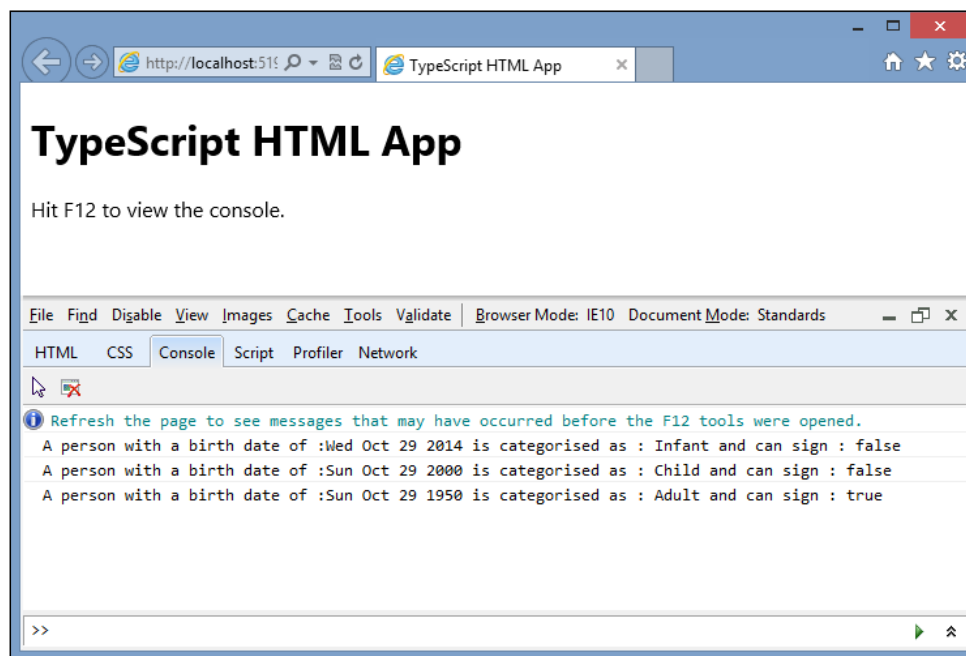 http://localhost:519
TypeScript HTML App
TypeScript HTML App
Hit F12 to view the console.
File Find Disable View Images Cache Tools Validate Browser Mode: IE10 Document Mode: Standards
HTML CSS Console Script Profiler Network
Refresh the page to see messages that may have occurred before the F12 tools were opened.
A person with a birth date of :Wed Oct 29 2014 is categorised as : Infant and can sign : false
A person with a birth date of :Sun Oct 29 2000 is categorised as : Child and can sign : false
A person with a birth date of :Sun Oct 29 1950 is categorised as : Adult and can sign : true
>>